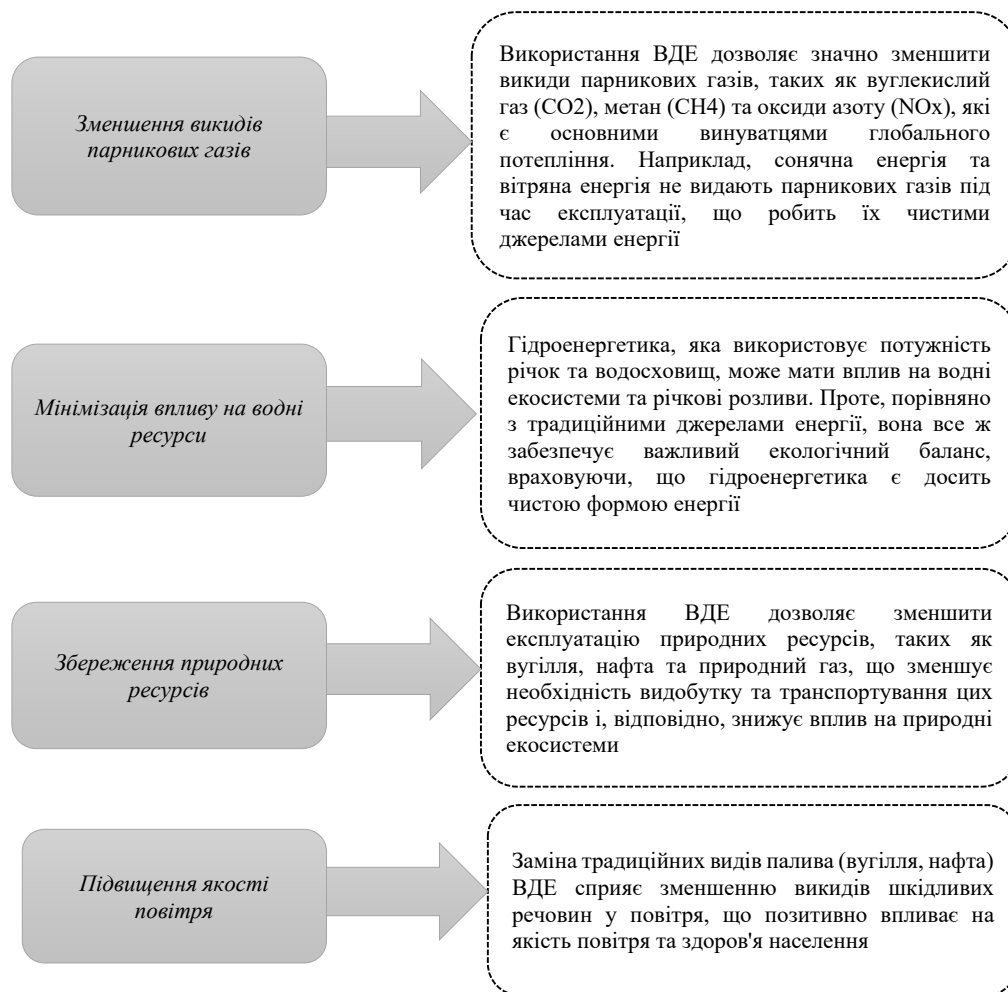 Зменшення викидів
парникових газів
Використання ВДЕ дозволяє значно зменшити
викиди парникових газів, таких як вуглекислий
газ (CO2), метан (CH4) та оксиди азоту (NOx), які
є основними винуватцями глобального
потепління. Наприклад, сонячна енергія та
вітряна енергія не видають парникових газів під
час експлуатації, що робить їх чистими
джерелами енергії
Мінімізація впливу на водні
ресурси
Гідроенергетика, яка використовує потужність
річок та водосховищ, може мати вплив на водні
екосистеми та річкові розливи. Проте, порівняно
з традиційними джерелами енергії, вона все ж
забезпечує важливий екологічний баланс,
враховуючи, що гідроенергетика є досить
чистою формою енергії
Збереження природних
ресурсів
Використання ВДЕ дозволяє зменшити
експлуатацію природних ресурсів, таких як
вугілля, нафта та природний газ, що зменшує
необхідність видобутку та транспортування цих
ресурсів і, відповідно, знижує вплив на природні
екосистеми
Підвищення якості
повітря
Заміна традиційних видів палива (вугілля, нафта)
ВДЕ сприяє зменшенню викидів шкідливих
речовин у повітря, що позитивно впливає на
якість повітря та здоров'я населення